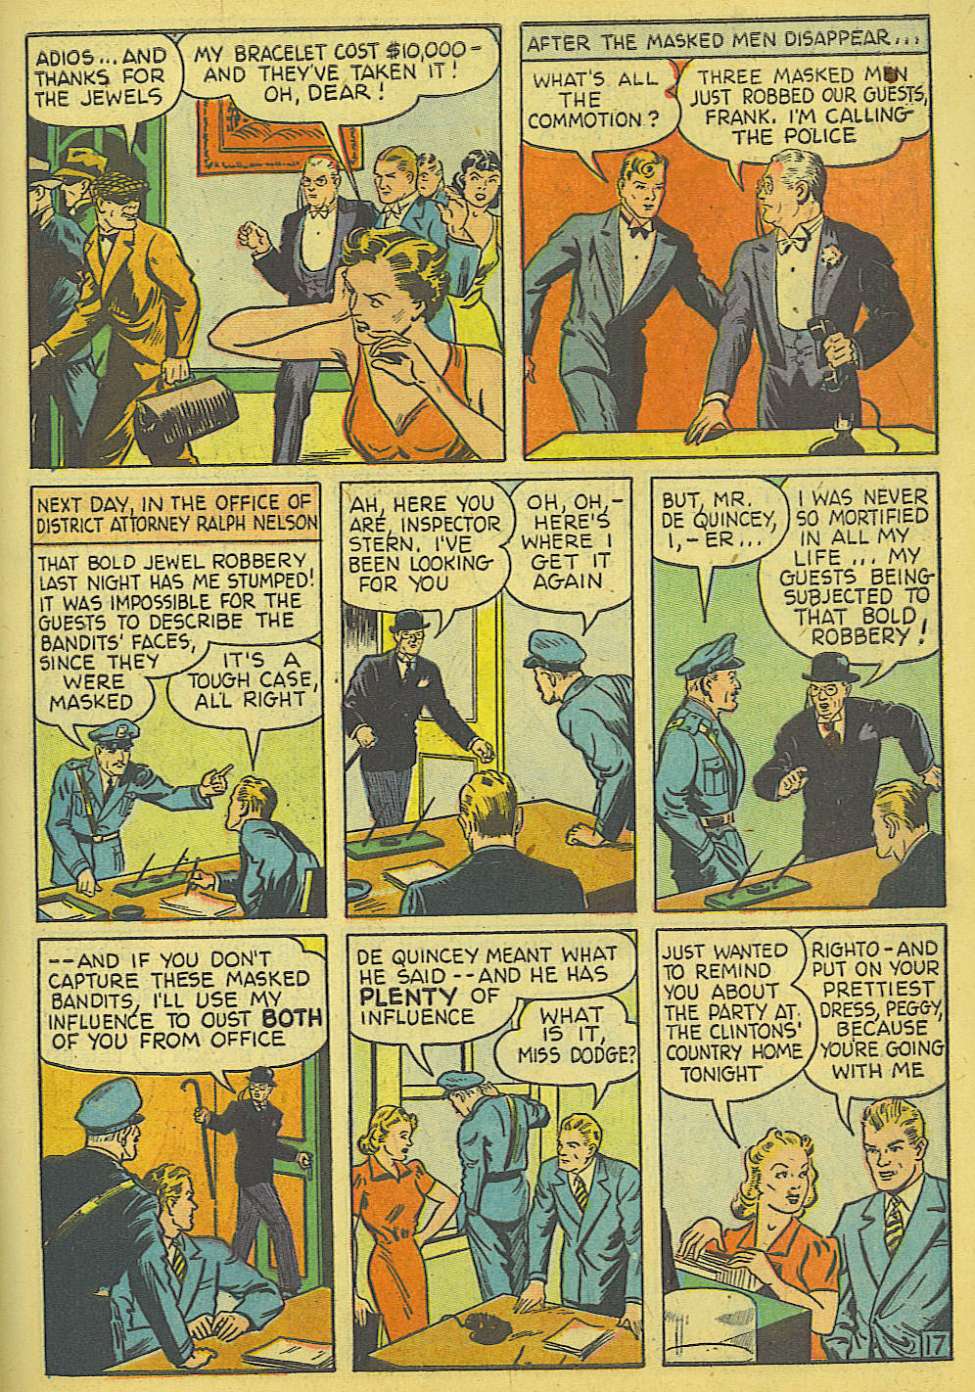 ADIOS...AND
THANKS FOR
THE JEWELS
MY BRACELET COST $10,000-
AND THEY'VE TAKEN IT!
OH, DEAR!
AFTER THE MASKED MEN DISAPPEAR...
WHAT'S ALL
THE
COMMOTION?
THREE MASKED MEN
JUST ROBBED OUR GUESTS,
FRANK. I'M CALLING
THE POLICE
NEXT DAY, IN THE OFFICE OF
DISTRICT ATTORNEY RALPH NELSON
THAT BOLD JEWEL ROBBERY
LAST NIGHT HAS ME STUMPED!
IT WAS IMPOSSIBLE FOR THE
GUESTS TO DESCRIBE THE
BANDITS' FACES,
SINCE THEY
WERE
MASKED
IT'S A
TOUGH CASE,
ALL RIGHT
AH, HERE YOU
ARE, INSPECTOR
STERN. I'VE
BEEN LOOKING
FOR YOU
OH, OH,-
HERE'S
WHERE I
GET IT
AGAIN
BUT, MR.
DE QUINCEY,
I,-ER...
I WAS NEVER
SO MORTIFIED
IN ALL MY
LIFE... MY
GUESTS BEING
SUBJECTED TO
THAT BOLD
ROBBERY!
--AND IF YOU DON'T
CAPTURE THESE MASKED
BANDITS, I'LL USE MY
INFLUENCE TO OUST BOTH
OF YOU FROM OFFICE
DE QUINCEY MEANT WHAT
HE SAID--AND HE HAS
PLENTY OF
INFLUENCE
WHAT
IS IT,
MISS DODGE?
JUST WANTED
TO REMIND
YOU ABOUT
THE PARTY AT
THE CLINTONS'
COUNTRY HOME
TONIGHT
RIGHTO-AND
PUT ON YOUR
PRETTIEST
DRESS, PEGGY,
BECAUSE
YOU'RE GOING
WITH ME
17